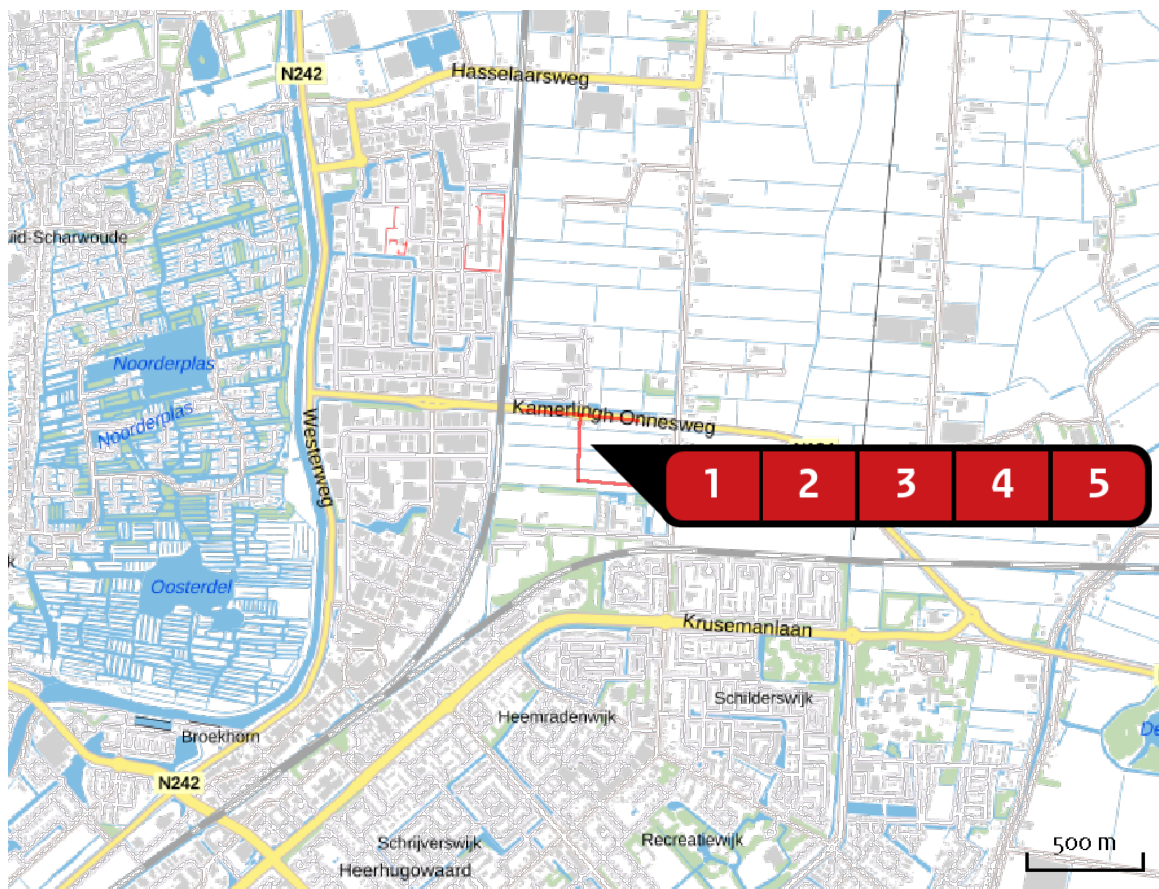 N242
Hasselaarsweg
uid-Scharwoude
Noorderplas
Noorderplas
Kamerlingh Onnesweg
Westerweg
1 2 3 4 5
Oosterdel
k
Krusemanlaan
Schilderswijk
Heemradenwijk
Broekhorn
De
N242
Schrijverswijk
Recreatiewijk
500 m
Heerhugowaard